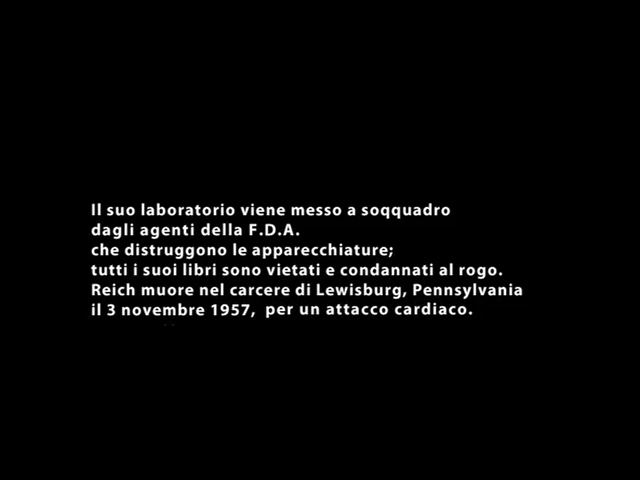 Il suo laboratorio viene messo a soqquadro
dagli agenti della F.D.A.
che distruggono le apparecchiature;
tutti i suoi libri sono vietati e condannati al rogo.
Reich muore nel carcere di Lewisburg, Pennsylvania
il 3 novembre 1957, per un attacco cardiaco.